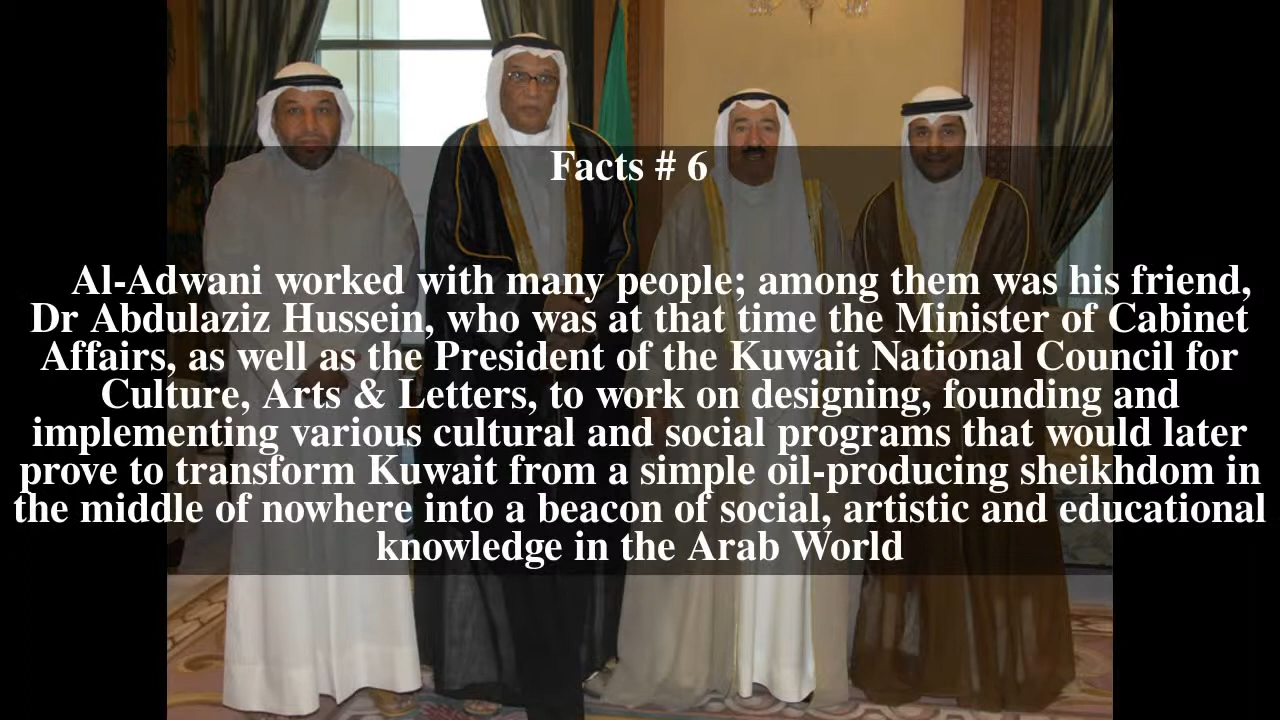 Facts # 6
Al-Adwani worked with many people; among them was his friend,
Dr Abdulaziz Hussein, who was at that time the Minister of Cabinet
Affairs, as well as the President of the Kuwait National Council for
Culture, Arts & Letters, to work on designing, founding and
implementing various cultural and social programs that would later
prove to transform Kuwait from a simple oil-producing sheikhdom in
the middle of nowhere into a beacon of social, artistic and educational
knowledge in the Arab World